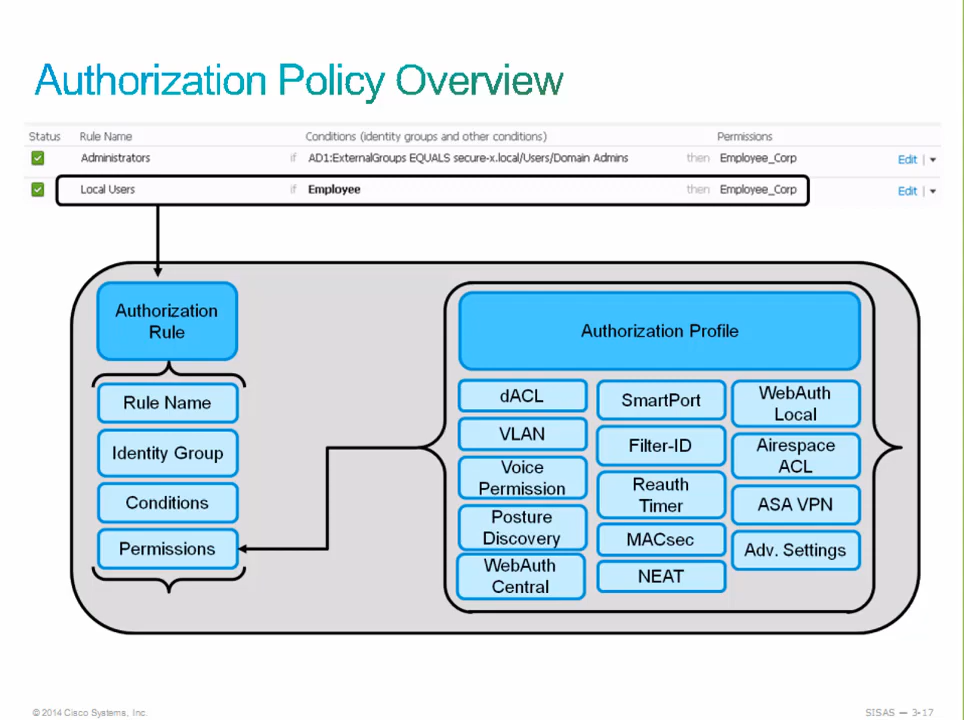 Authorization Policy Overview
Status Rule Name Conditions (identity groups and other conditions) Permissions
Administrators if AD1:ExternalGroups EQUALS secure-x.local/Users/Domain Admins then Employee_Corp Edit |
Local Users if Employee then Employee_Corp Edit |
Authorization
Rule
Rule Name
Identity Group
Conditions
Permissions
Authorization Profile
dACL
VLAN
Voice
Permission
Posture
Discovery
WebAuth
Central
SmartPort
Filter-ID
Reauth
Timer
MACsec
NEAT
WebAuth
Local
Airespace
ACL
ASA VPN
Adv. Settings
© 2014 Cisco Systems, Inc. SISAS — 3-17